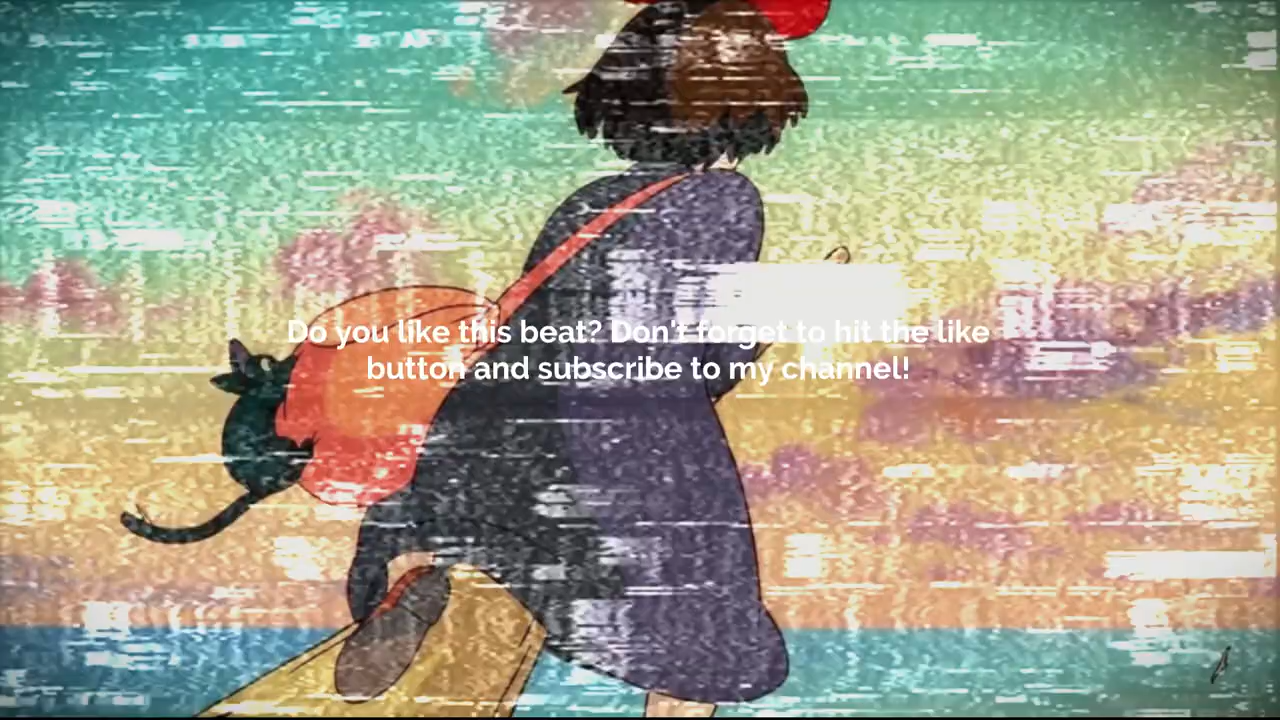 Do you like this beat? Don't forget to hit the like
button and subscribe to my channel!